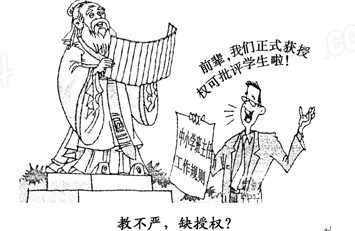 前辈,我们正式获授
权可批评学生啦!
中小学班主任
工作规则
教不严,缺授权?